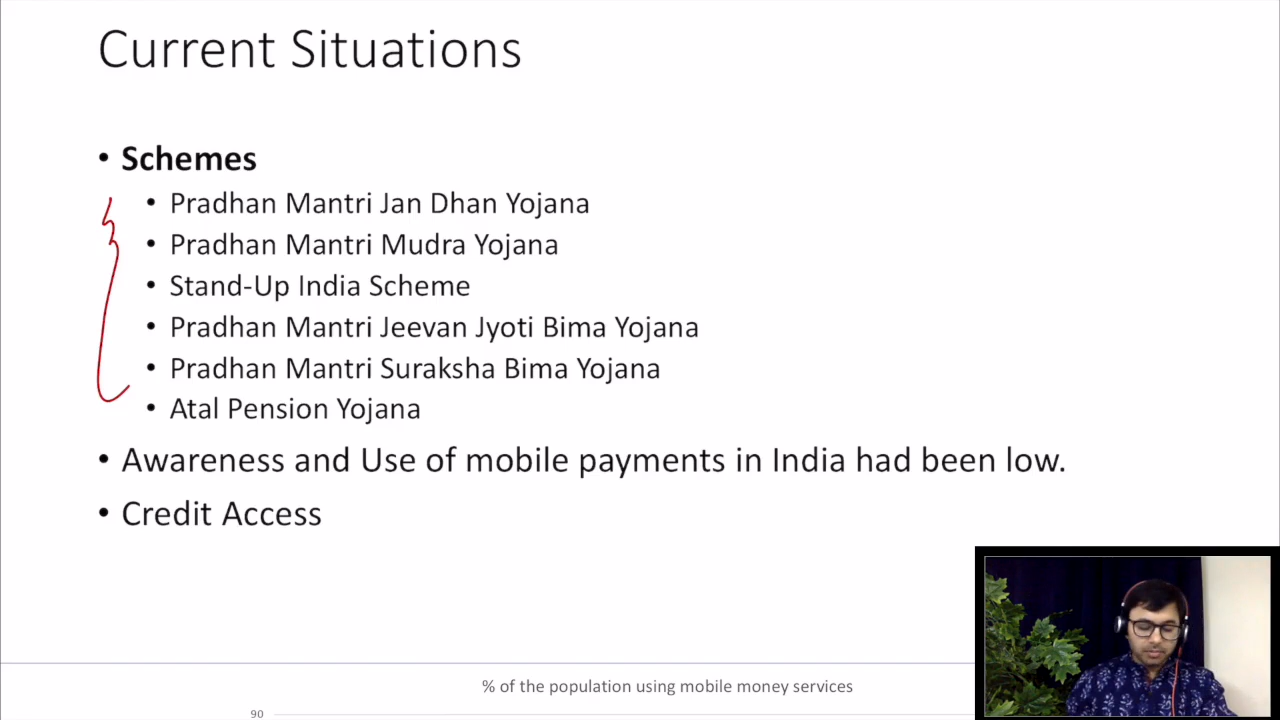 Current Situations
• Schemes
• Pradhan Mantri Jan Dhan Yojana
• Pradhan Mantri Mudra Yojana
• Stand-Up India Scheme
• Pradhan Mantri Jeevan Jyoti Bima Yojana
• Pradhan Mantri Suraksha Bima Yojana
• Atal Pension Yojana
• Awareness and Use of mobile payments in India had been low.
• Credit Access
% of the population using mobile money services
90